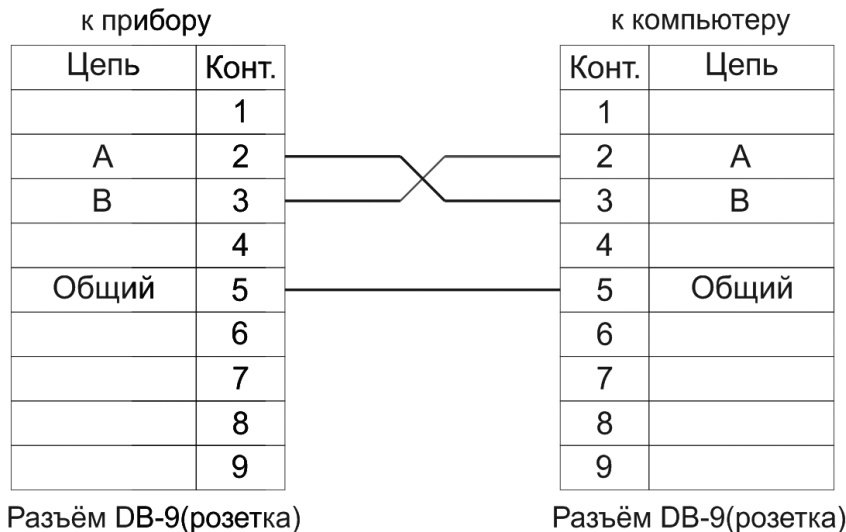 к прибору к компьютеру
Цепь Конт. Конт. Цепь
1 1
A 2 2 A
B 3 3 B
4 4
Общий 5 5 Общий
6 6
7 7
8 8
9 9
Разъём DB-9(розетка) Разъём DB-9(розетка)